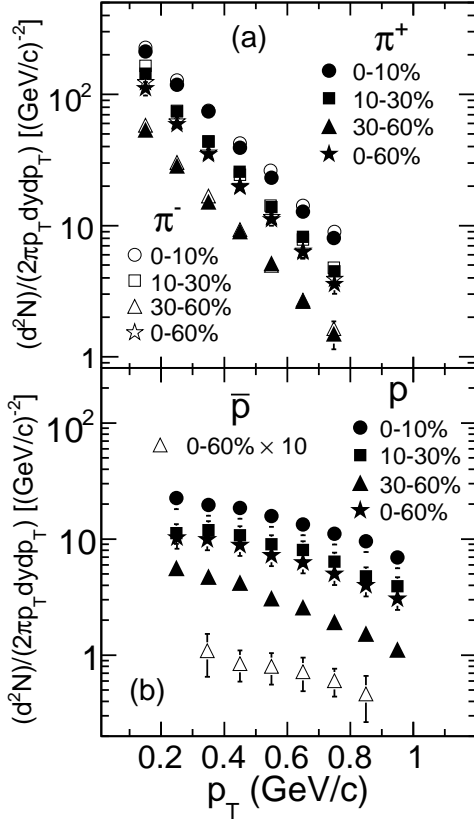 (a)
π+
0-10%
10-30%
30-60%
0-60%
π-
0-10%
10-30%
30-60%
0-60%
10²
10
1
(d²N)/(2πp_T dydp_T) [(GeV/c)⁻²]
p̄
0-60% × 10
p
0-10%
10-30%
30-60%
0-60%
10²
10
1
(d²N)/(2πp_T dydp_T) [(GeV/c)⁻²]
(b)
0.2 0.4 0.6 0.8 1
p_T (GeV/c)